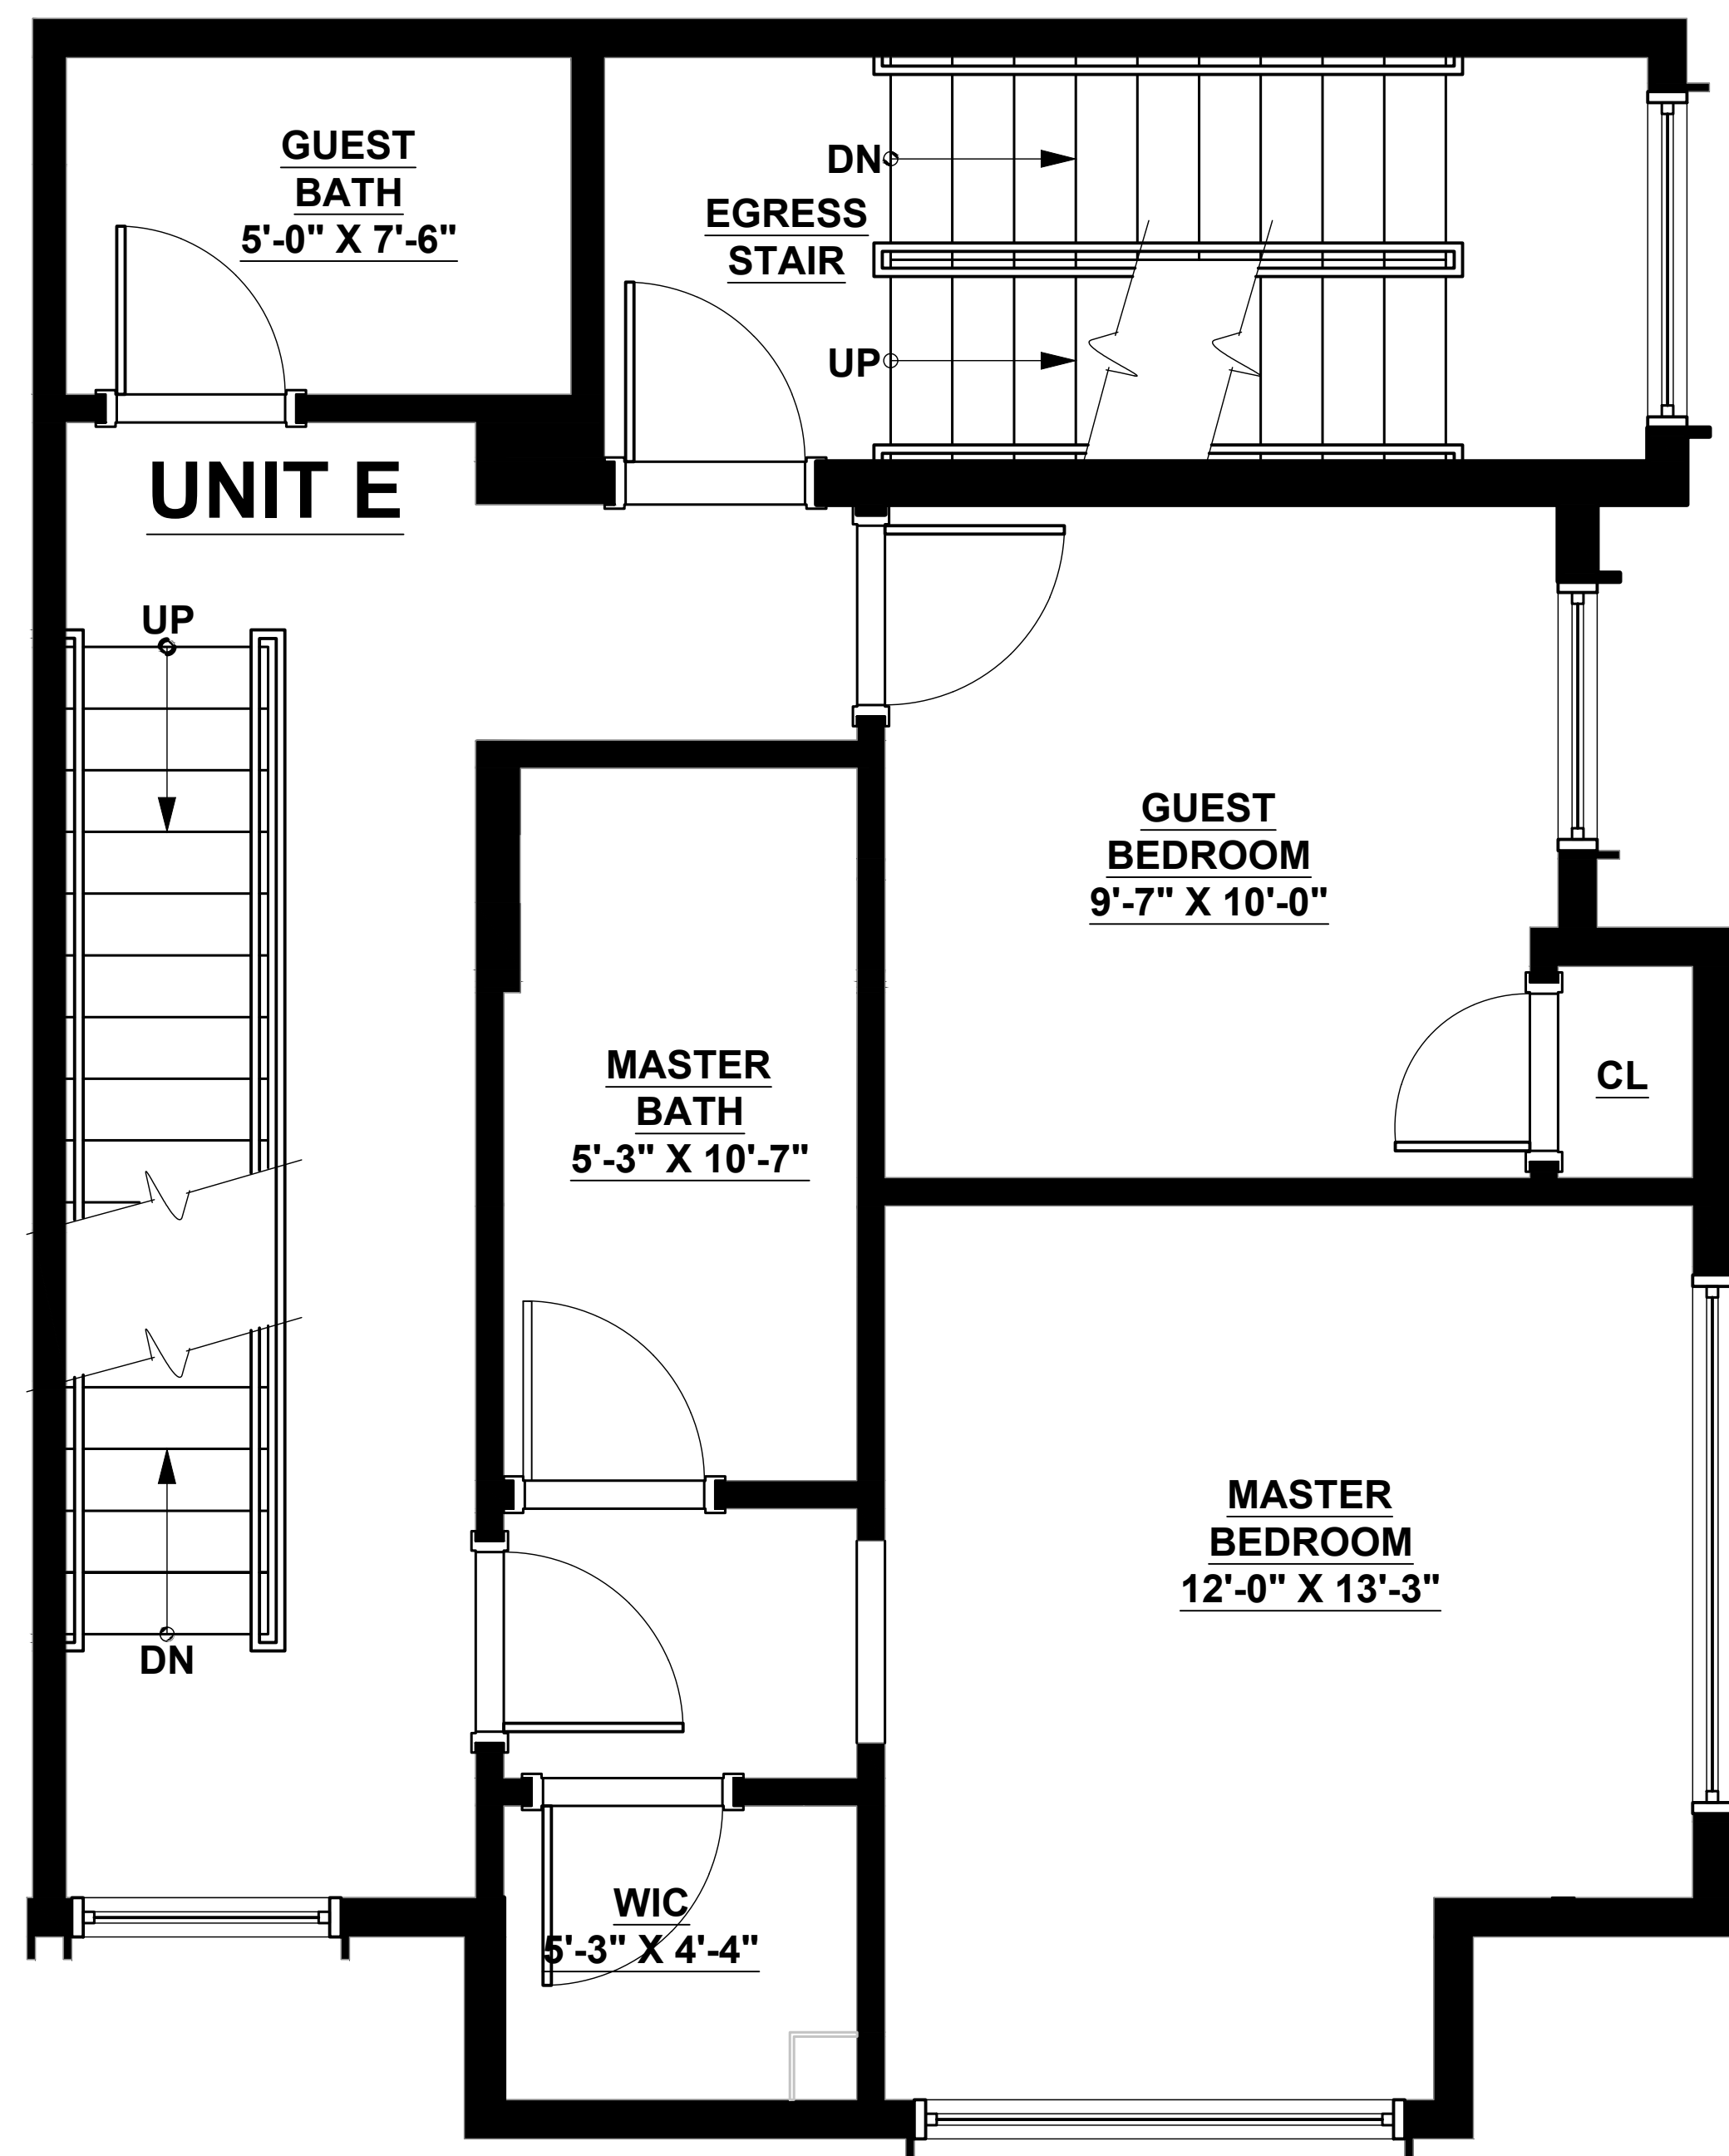 GUEST
BATH
5'-0" X 7'-6"
DN
EGRESS
STAIR
UP
UNIT E
UP
GUEST
BEDROOM
9'-7" X 10'-0"
MASTER
BATH
5'-3" X 10'-7"
CL
MASTER
BEDROOM
12'-0" X 13'-3"
DN
WIC
5'-3" X 4'-4"